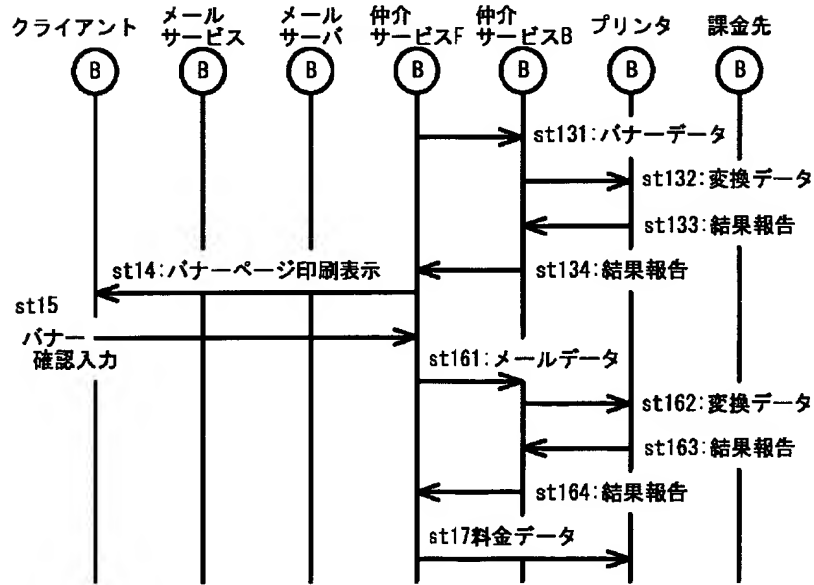 クライアント
メール
サービス
メール
サーバ
仲介
サービスF
仲介
サービスB
プリンタ
課金先
B
B
B
B
B
B
B
st131:バナーデータ
st132:変換データ
st133:結果報告
st134:結果報告
st14:バナーページ印刷表示
st15
バナー
確認入力
st161:メールデータ
st162:変換データ
st163:結果報告
st164:結果報告
st17料金データ